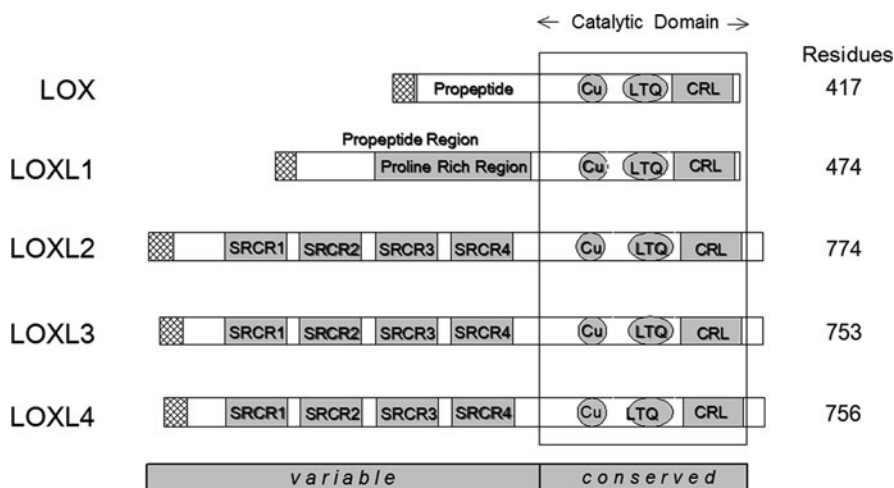 ← Catalytic Domain →
Residues
LOX Propeptide Cu LTQ CRL 417
Propeptide Region
LOXL1 Proline Rich Region Cu LTQ CRL 474
LOXL2 SRCR1 SRCR2 SRCR3 SRCR4 Cu LTQ CRL 774
LOXL3 SRCR1 SRCR2 SRCR3 SRCR4 Cu LTQ CRL 753
LOXL4 SRCR1 SRCR2 SRCR3 SRCR4 Cu LTQ CRL 756
variable conserved